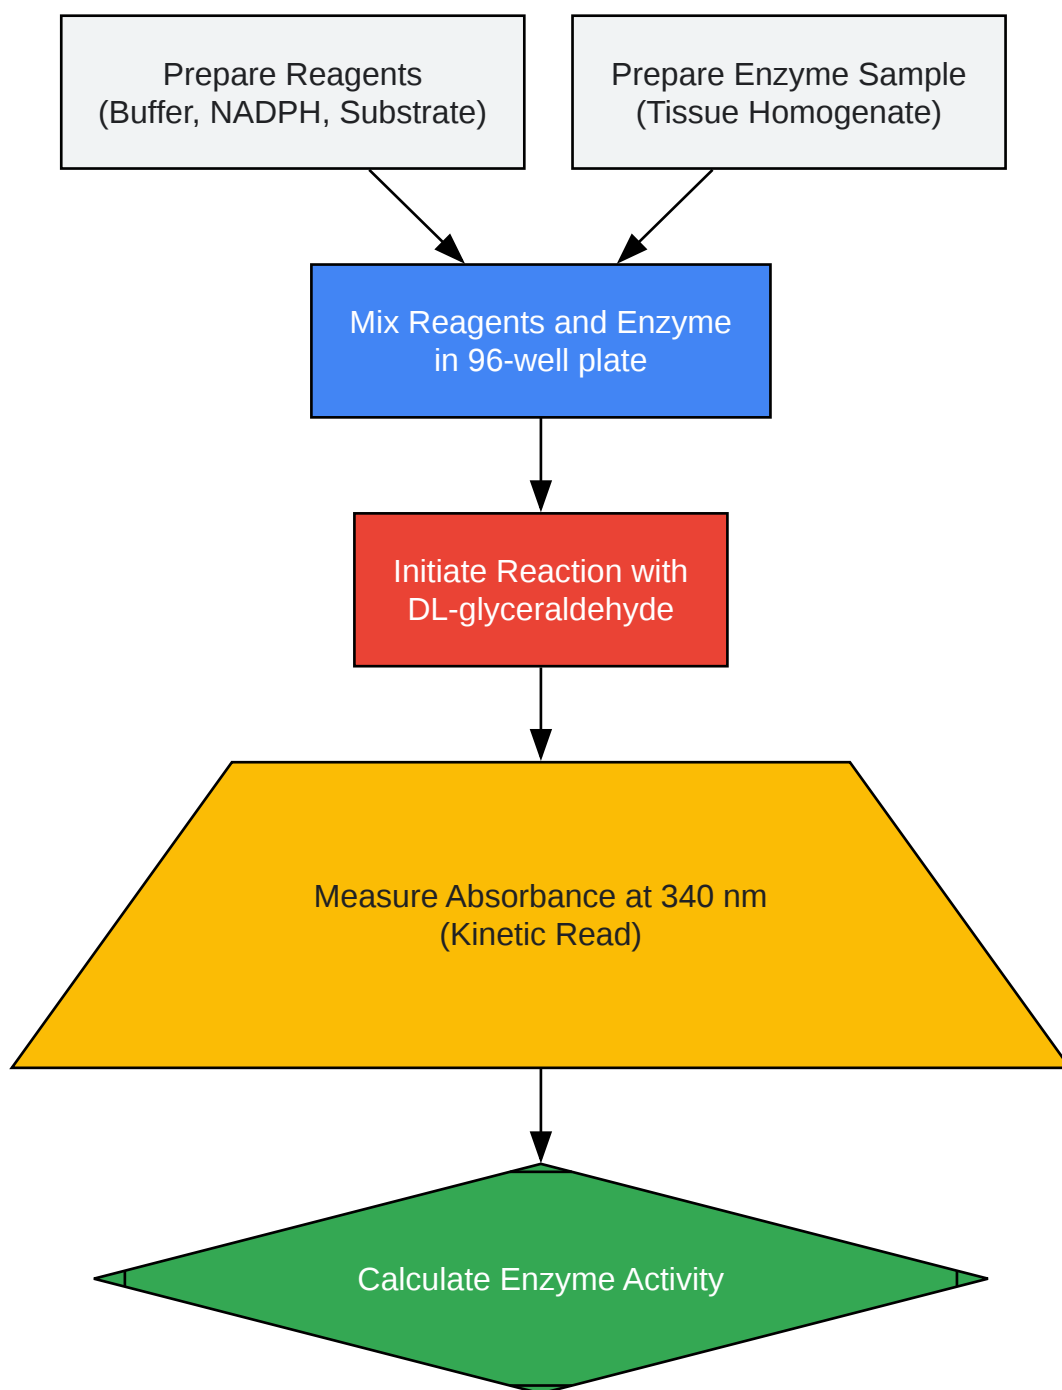 Prepare Reagents
(Buffer, NADPH, Substrate)
Prepare Enzyme Sample
(Tissue Homogenate)
Mix Reagents and Enzyme
in 96-well plate
Initiate Reaction with
DL-glyceraldehyde
Measure Absorbance at 340 nm
(Kinetic Read)
Calculate Enzyme Activity